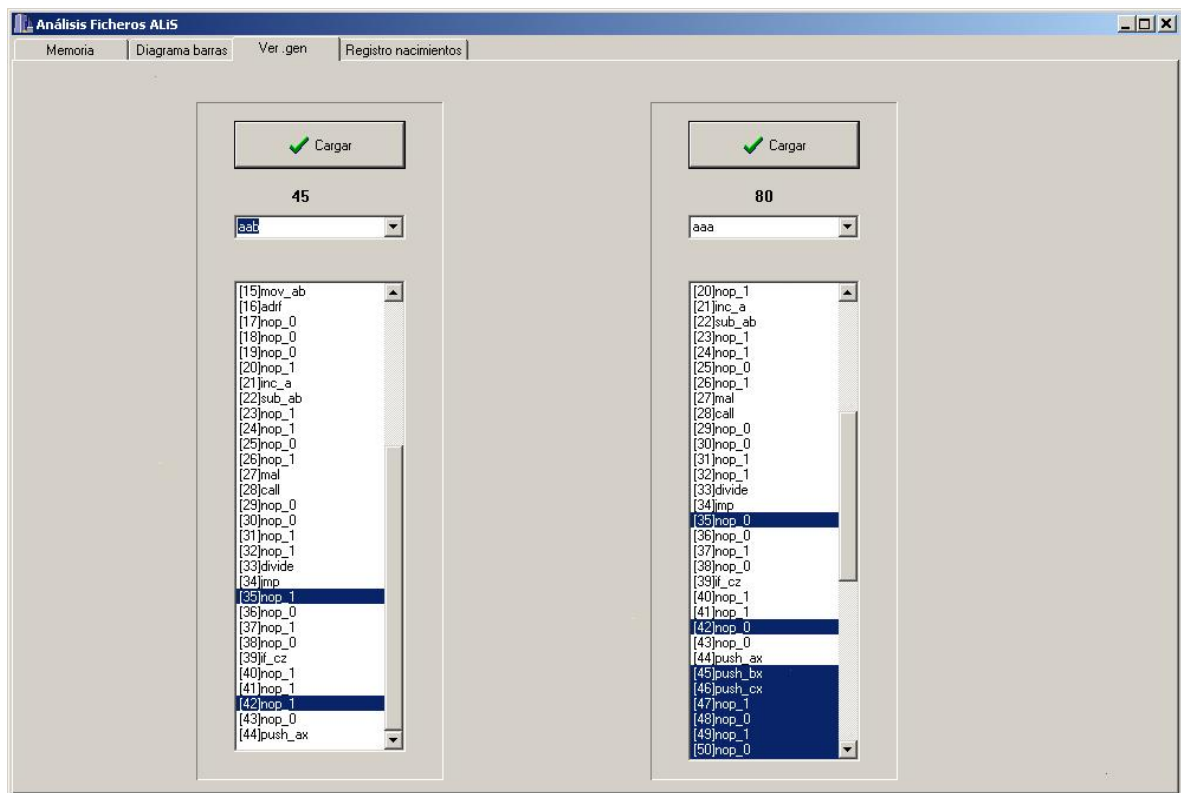 Análisis Ficheros ALiS
Memoria
Diagrama barras
Ver .gen
Registro nacimientos
Cargar
45
aab
[15]mov_ab
[16]adrf
[17]nop_0
[18]nop_0
[19]nop_0
[20]nop_1
[21]inc_a
[22]sub_ab
[23]nop_1
[24]nop_1
[25]nop_0
[26]nop_1
[27]mal
[28]call
[29]nop_0
[30]nop_0
[31]nop_1
[32]nop_1
[33]divide
[34]jmp
[35]nop_1
[36]nop_0
[37]nop_1
[38]nop_0
[39]if_cz
[40]nop_1
[41]nop_1
[42]nop_1
[43]nop_0
[44]push_ax
Cargar
80
aaa
[20]nop_1
[21]inc_a
[22]sub_ab
[23]nop_1
[24]nop_1
[25]nop_0
[26]nop_1
[27]mal
[28]call
[29]nop_0
[30]nop_0
[31]nop_1
[32]nop_1
[33]divide
[34]jmp
[35]nop_0
[36]nop_0
[37]nop_1
[38]nop_0
[39]if_cz
[40]nop_1
[41]nop_1
[42]nop_0
[43]nop_0
[44]push_ax
[45]push_bx
[46]push_cx
[47]nop_1
[48]nop_0
[49]nop_1
[50]nop_0